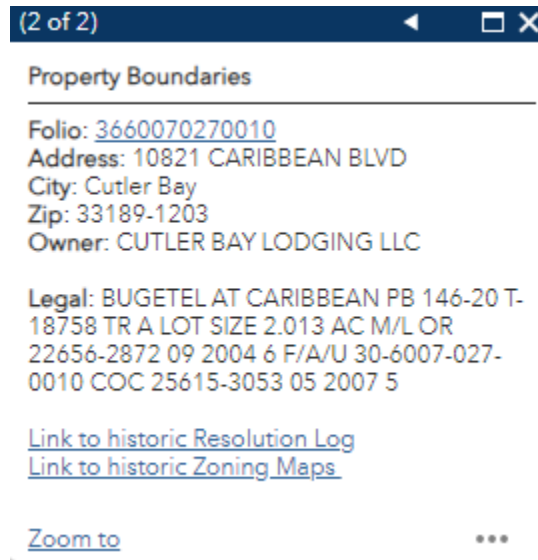 (2 of 2)
Property Boundaries
Folio: 3660070270010
Address: 10821 CARIBBEAN BLVD
City: Cutler Bay
Zip: 33189-1203
Owner: CUTLER BAY LODGING LLC
Legal: BUGETEL AT CARIBBEAN PB 146-20 T-
18758 TR A LOT SIZE 2.013 AC M/L OR
22656-2872 09 2004 6 F/A/U 30-6007-027-
0010 COC 25615-3053 05 2007 5
Link to historic Resolution Log
Link to historic Zoning Maps
Zoom to